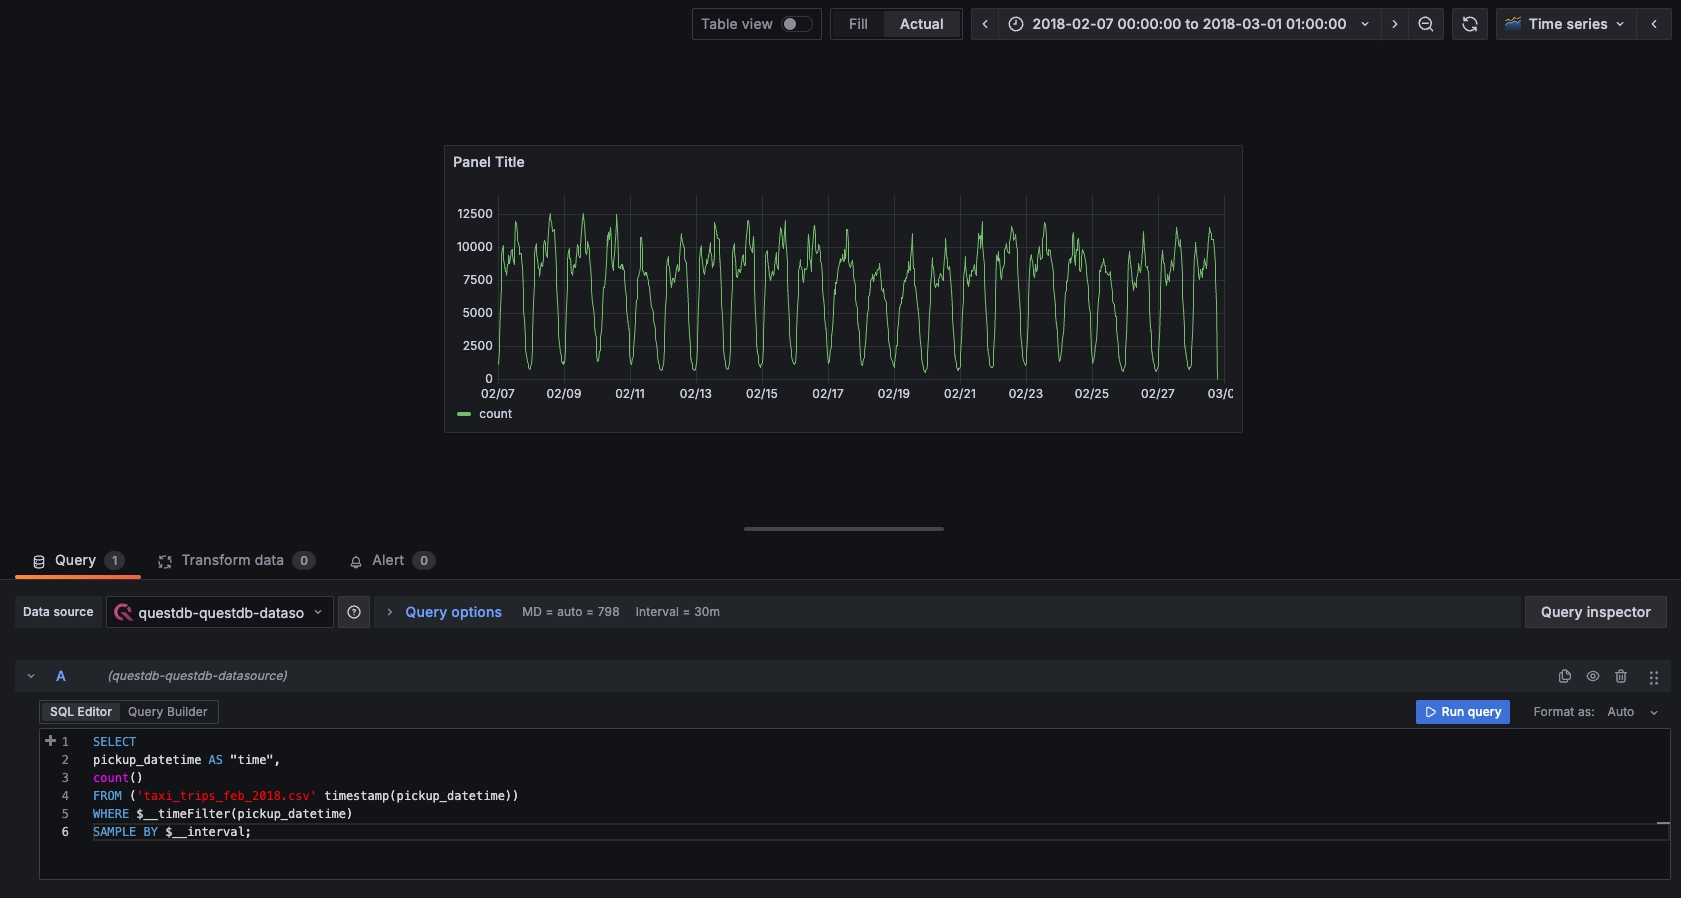 Table view Fill Actual 2018-02-07 00:00:00 to 2018-03-01 01:00:00 Time series
Panel Title
12500
10000
7500
5000
2500
0
02/07 02/09 02/11 02/13 02/15 02/17 02/19 02/21 02/23 02/25 02/27 03/0
count
Query 1 Transform data 0 Alert 0
Data source questdb-questdb-dataso Query options MD = auto = 798 Interval = 30m Query inspector
A (questdb-questdb-datasource)
SQL Editor Query Builder Run query Format as: Auto
1 SELECT
2 pickup_datetime AS "time",
3 count()
4 FROM ('taxi_trips_feb_2018.csv' timestamp(pickup_datetime))
5 WHERE $__timeFilter(pickup_datetime)
6 SAMPLE BY $__interval;